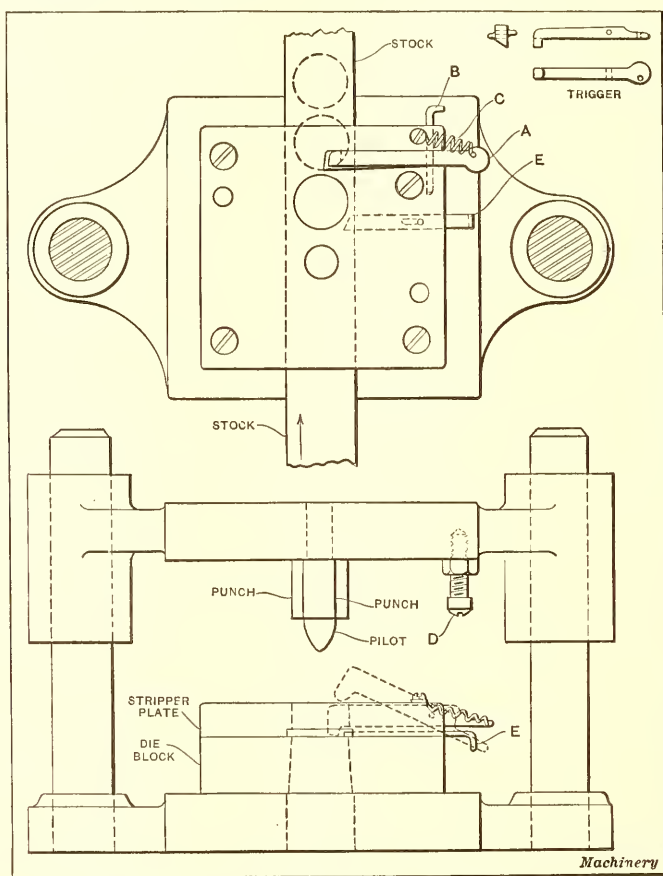 STOCK
B
C
A
E
TRIGGER
STOCK
PUNCH
PUNCH
PILOT
D
STRIPPER
PLATE
DIE
BLOCK
E
Machinery